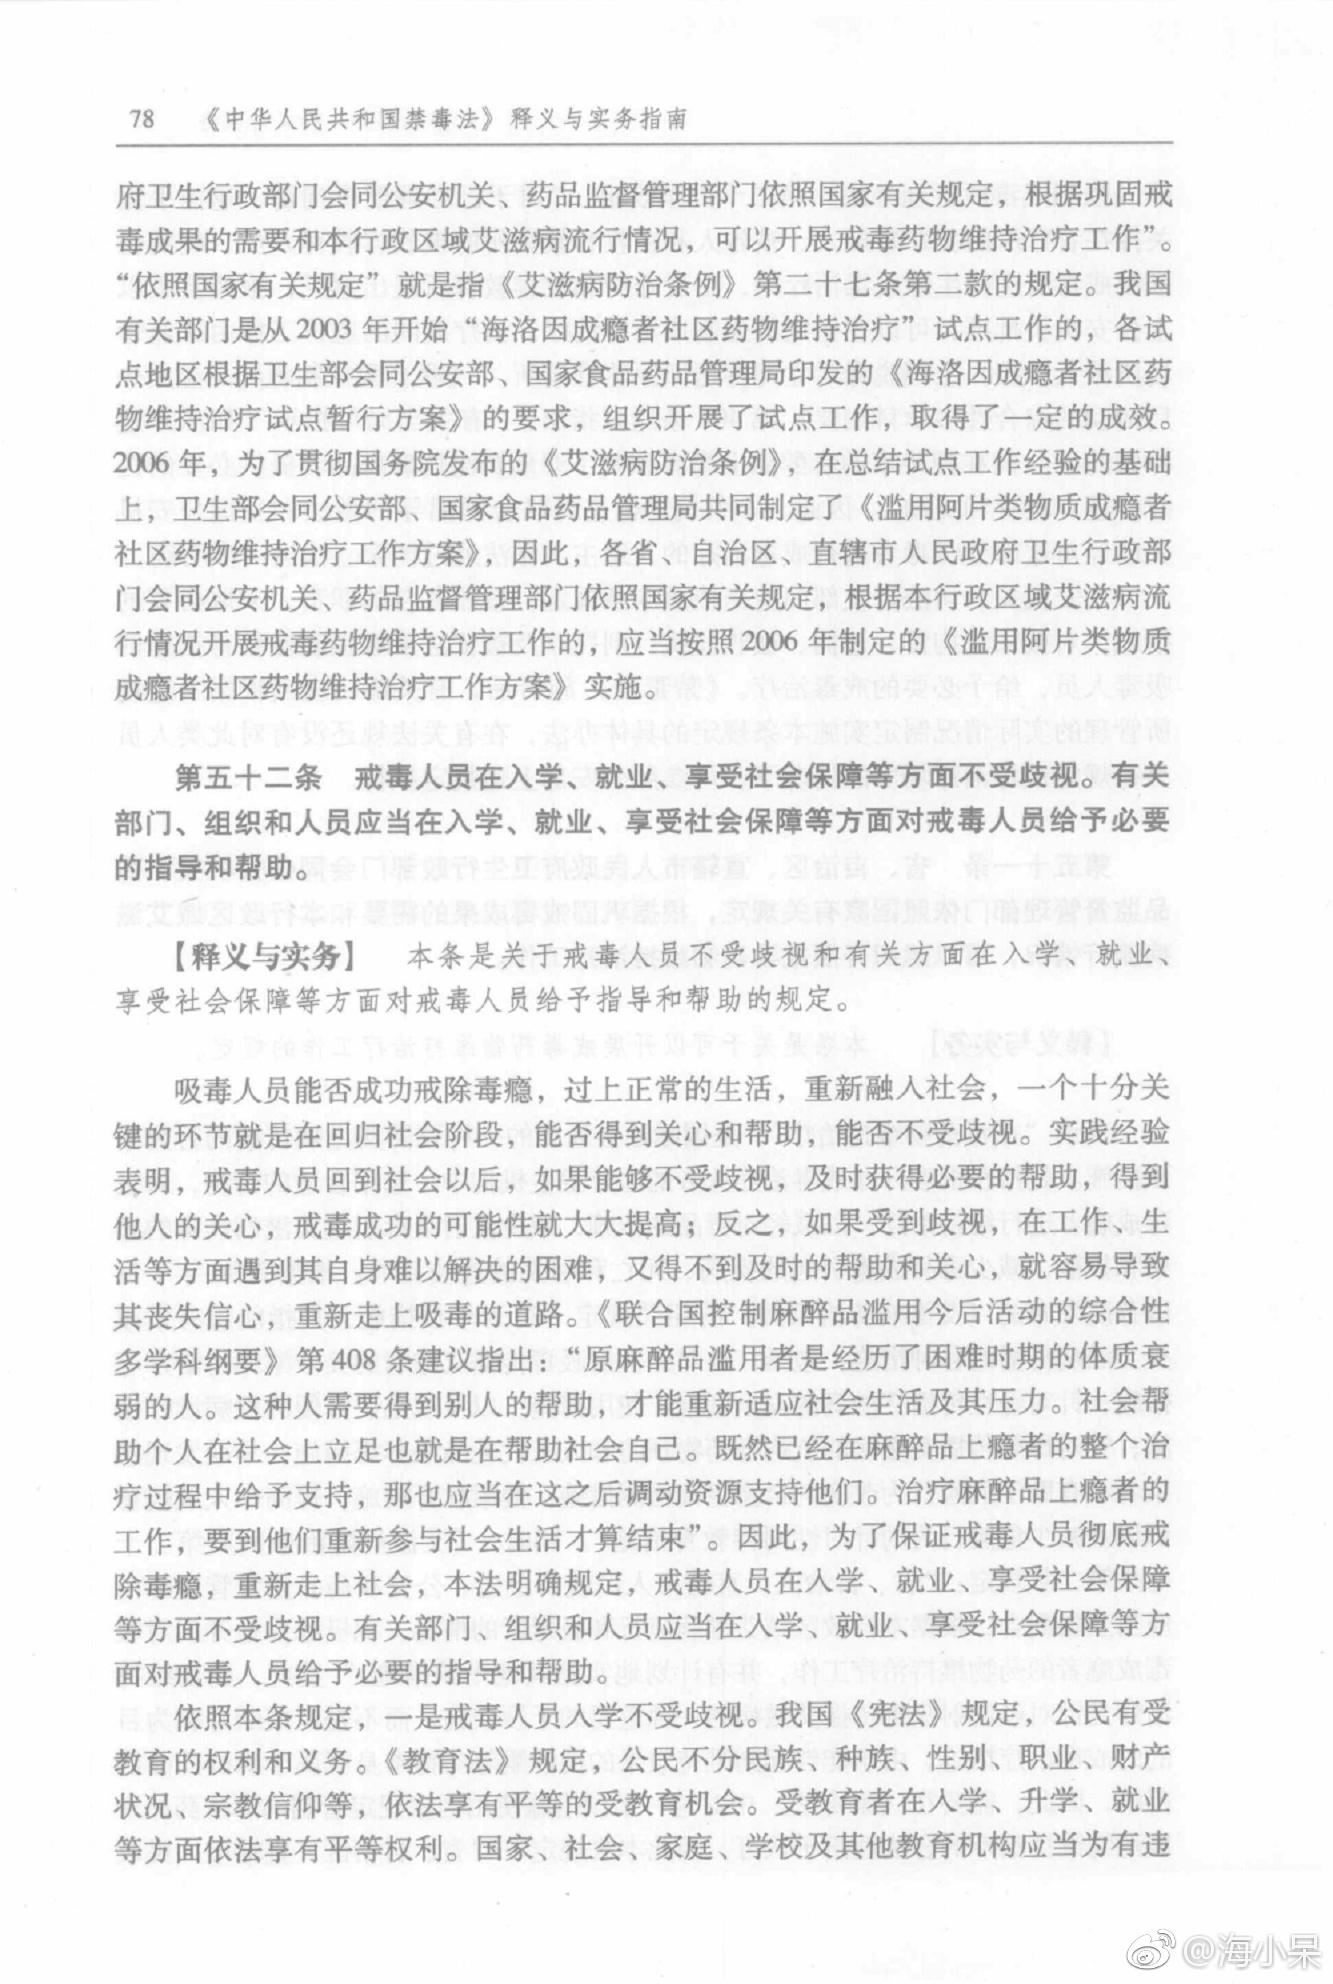 78 《中华人民共和国禁毒法》释义与实务指南
府卫生行政部门会同公安机关、药品监督管理部门依照国家有关规定，根据巩固戒
毒成果的需要和本行政区域艾滋病流行情况，可以开展戒毒药物维持治疗工作”。
“依照国家有关规定”就是指《艾滋病防治条例》第二十七条第二款的规定。我国
有关部门是从 2003 年开始“海洛因成瘾者社区药物维持治疗”试点工作的，各试
点地区根据卫生部会同公安部、国家食品药品管理局印发的《海洛因成瘾者社区药
物维持治疗试点暂行方案》的要求，组织开展了试点工作，取得了一定的成效。
2006 年，为了贯彻国务院发布的《艾滋病防治条例》，在总结试点工作经验的基础
上，卫生部会同公安部、国家食品药品管理局共同制定了《滥用阿片类物质成瘾者
社区药物维持治疗工作方案》，因此，各省、自治区、直辖市人民政府卫生行政部
门会同公安机关、药品监督管理部门依照国家有关规定，根据本行政区域艾滋病流
行情况开展戒毒药物维持治疗工作的，应当按照 2006 年制定的《滥用阿片类物质
成瘾者社区药物维持治疗工作方案》实施。
第五十二条 戒毒人员在入学、就业、享受社会保障等方面不受歧视。有关
部门、组织和人员应当在入学、就业、享受社会保障等方面对戒毒人员给予必要
的指导和帮助。
【释义与实务】 本条是关于戒毒人员不受歧视和有关方面在入学、就业、
享受社会保障等方面对戒毒人员给予指导和帮助的规定。
吸毒人员能否成功戒除毒瘾，过上正常的生活，重新融入社会，一个十分关
键的环节就是在回归社会阶段，能否得到关心和帮助，能否不受歧视。实践经验
表明，戒毒人员回到社会以后，如果能够不受歧视，及时获得必要的帮助，得到
他人的关心，戒毒成功的可能性就大大提高；反之，如果受到歧视，在工作、生
活等方面遇到其自身难以解决的困难，又得不到及时的帮助和关心，就容易导致
其丧失信心，重新走上吸毒的道路。《联合国控制麻醉品滥用今后活动的综合性
多学科纲要》第 408 条建议指出：“原麻醉品滥用者是经历了困难时期的体质衰
弱的人。这种人需要得到别人的帮助，才能重新适应社会生活及其压力。社会帮
助个人在社会上立足也就是在帮助社会自己。既然已经在麻醉品上瘾者的整个治
疗过程中给予支持，那也应当在这之后调动资源支持他们。治疗麻醉品上瘾者的
工作，要到他们重新参与社会生活才算结束”。因此，为了保证戒毒人员彻底戒
除毒瘾，重新走上社会，本法明确规定，戒毒人员在入学、就业、享受社会保障
等方面不受歧视。有关部门、组织和人员应当在入学、就业、享受社会保障等方
面对戒毒人员给予必要的指导和帮助。
依照本条规定，一是戒毒人员入学不受歧视。我国《宪法》规定，公民有受
教育的权利和义务。《教育法》规定，公民不分民族、种族、性别、职业、财产
状况、宗教信仰等，依法享有平等的受教育机会。受教育者在入学、升学、就业
等方面依法享有平等权利。国家、社会、家庭、学校及其他教育机构应当为有违
@海小呆